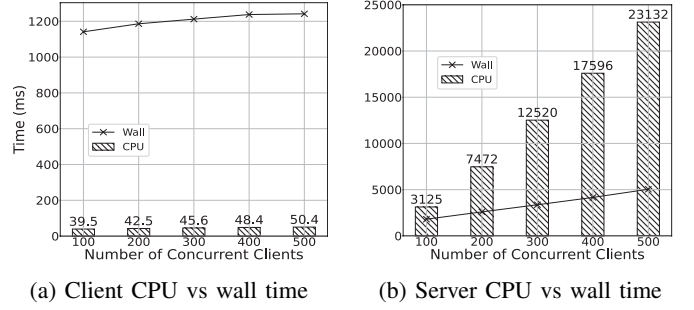 1200
1000
800
600
400
200
0
Time (ms)
Wall
CPU
39.5 42.5 45.6 48.4 50.4
100 200 300 400 500
Number of Concurrent Clients
(a) Client CPU vs wall time
25000
20000
15000
10000
5000
0
Wall
CPU
3125 7472 12520 17596 23132
100 200 300 400 500
Number of Concurrent Clients
(b) Server CPU vs wall time